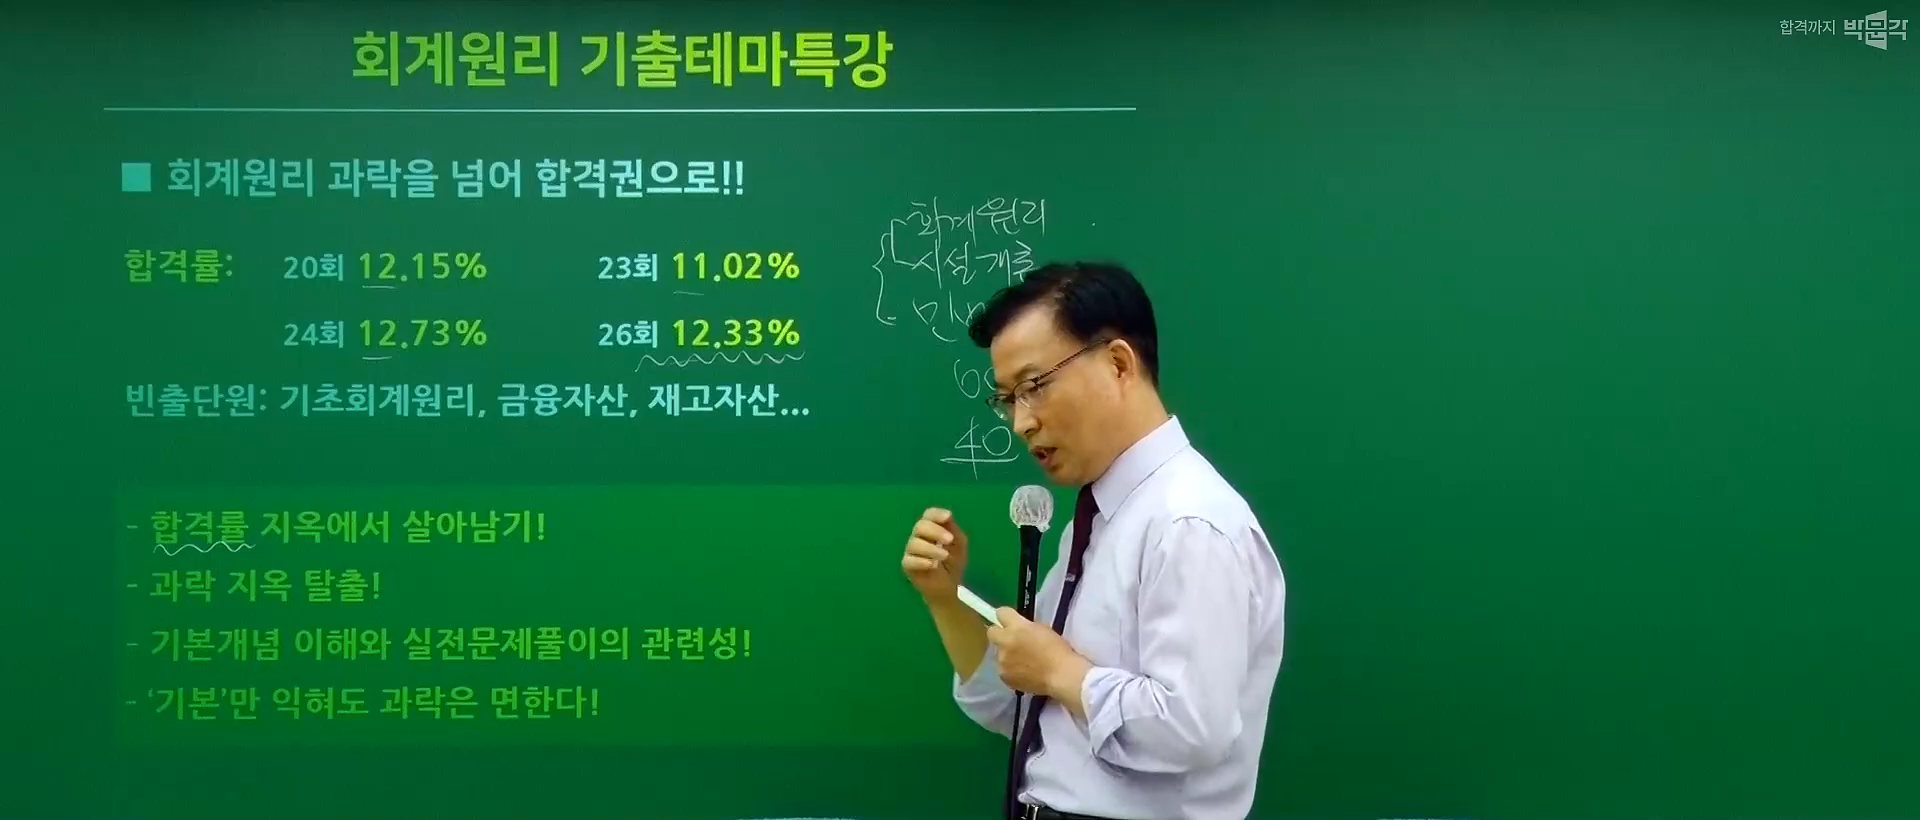 합격까지 박문각
회계원리 기출테마특강
■ 회계원리 과락을 넘어 합격권으로!!
합격률: 20회 12.15% 23회 11.02%
24회 12.73% 26회 12.33%
빈출단원: 기초회계원리, 금융자산, 재고자산...
- 합격률 지옥에서 살아남기!
- 과락 지옥 탈출!
- 기본개념 이해와 실전문제풀이의 관련성!
- '기본'만 익혀도 과락은 면한다!
회계원리
시설개론
40